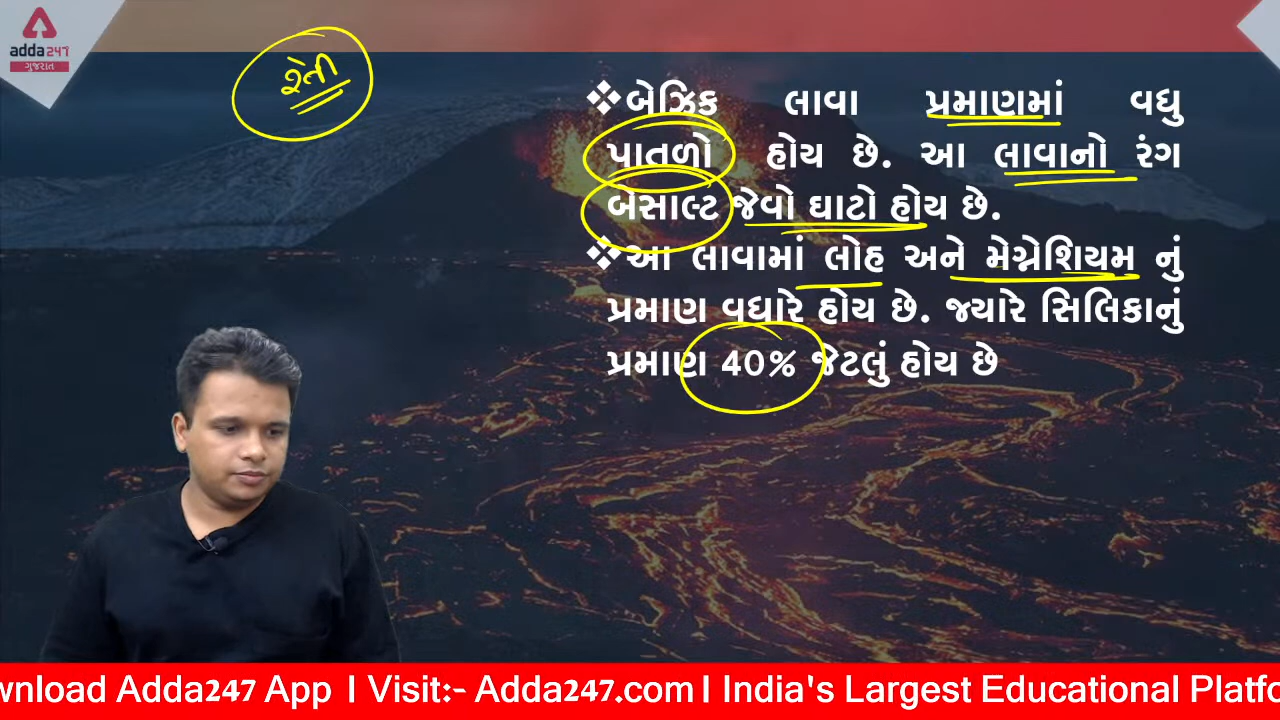 adda247
ગુજરાત
રેતી
❖બેઝિક લાવા પ્રમાણમાં વધુ
પાતળો હોય છે. આ લાવાનો રંગ
બેસાલ્ટ જેવો ઘાટો હોય છે.
❖આ લાવામાં લોહ અને મેગ્નેશિયમ નું
પ્રમાણ વધારે હોય છે. જ્યારે સિલિકાનું
પ્રમાણ 40% જેટલું હોય છે
wnload Adda247 App | Visit:- Adda247.com| India's Largest Educational Platfo